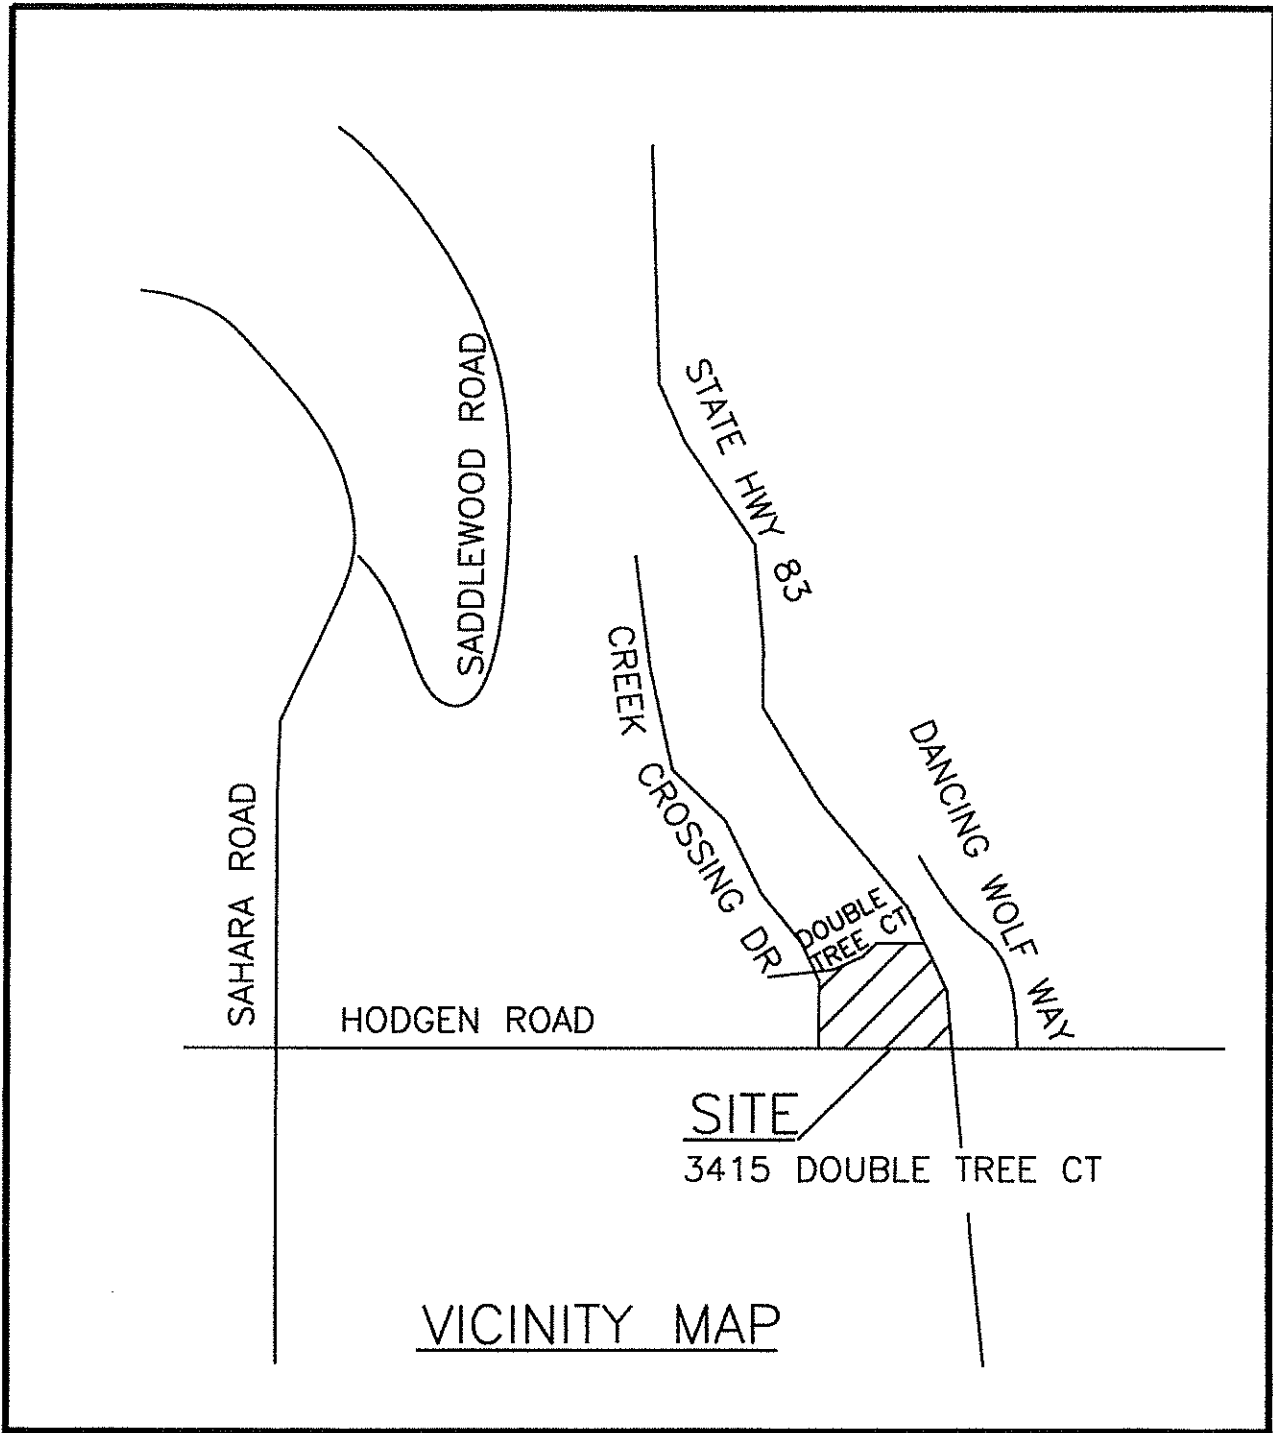 SADDLEWOOD ROAD
STATE HWY 83
CREEK CROSSING DR
DANCING WOLF WAY
SAHARA ROAD
DOUBLE
TREE CT
HODGEN ROAD
SITE
3415 DOUBLE TREE CT
VICINITY MAP